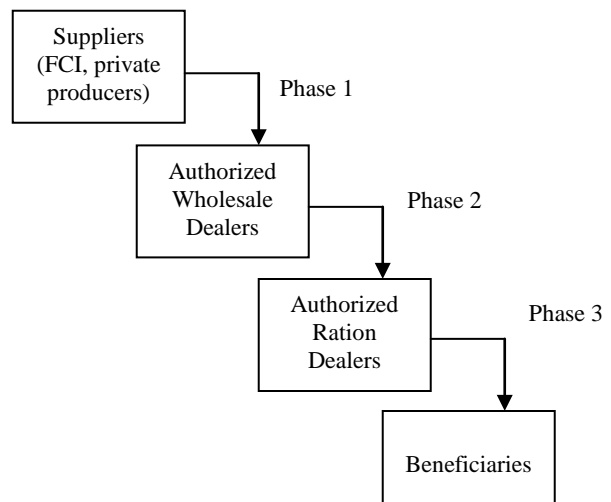 Suppliers
(FCI, private
producers)
Phase 1
Authorized
Wholesale
Dealers
Phase 2
Authorized
Ration
Dealers
Phase 3
Beneficiaries